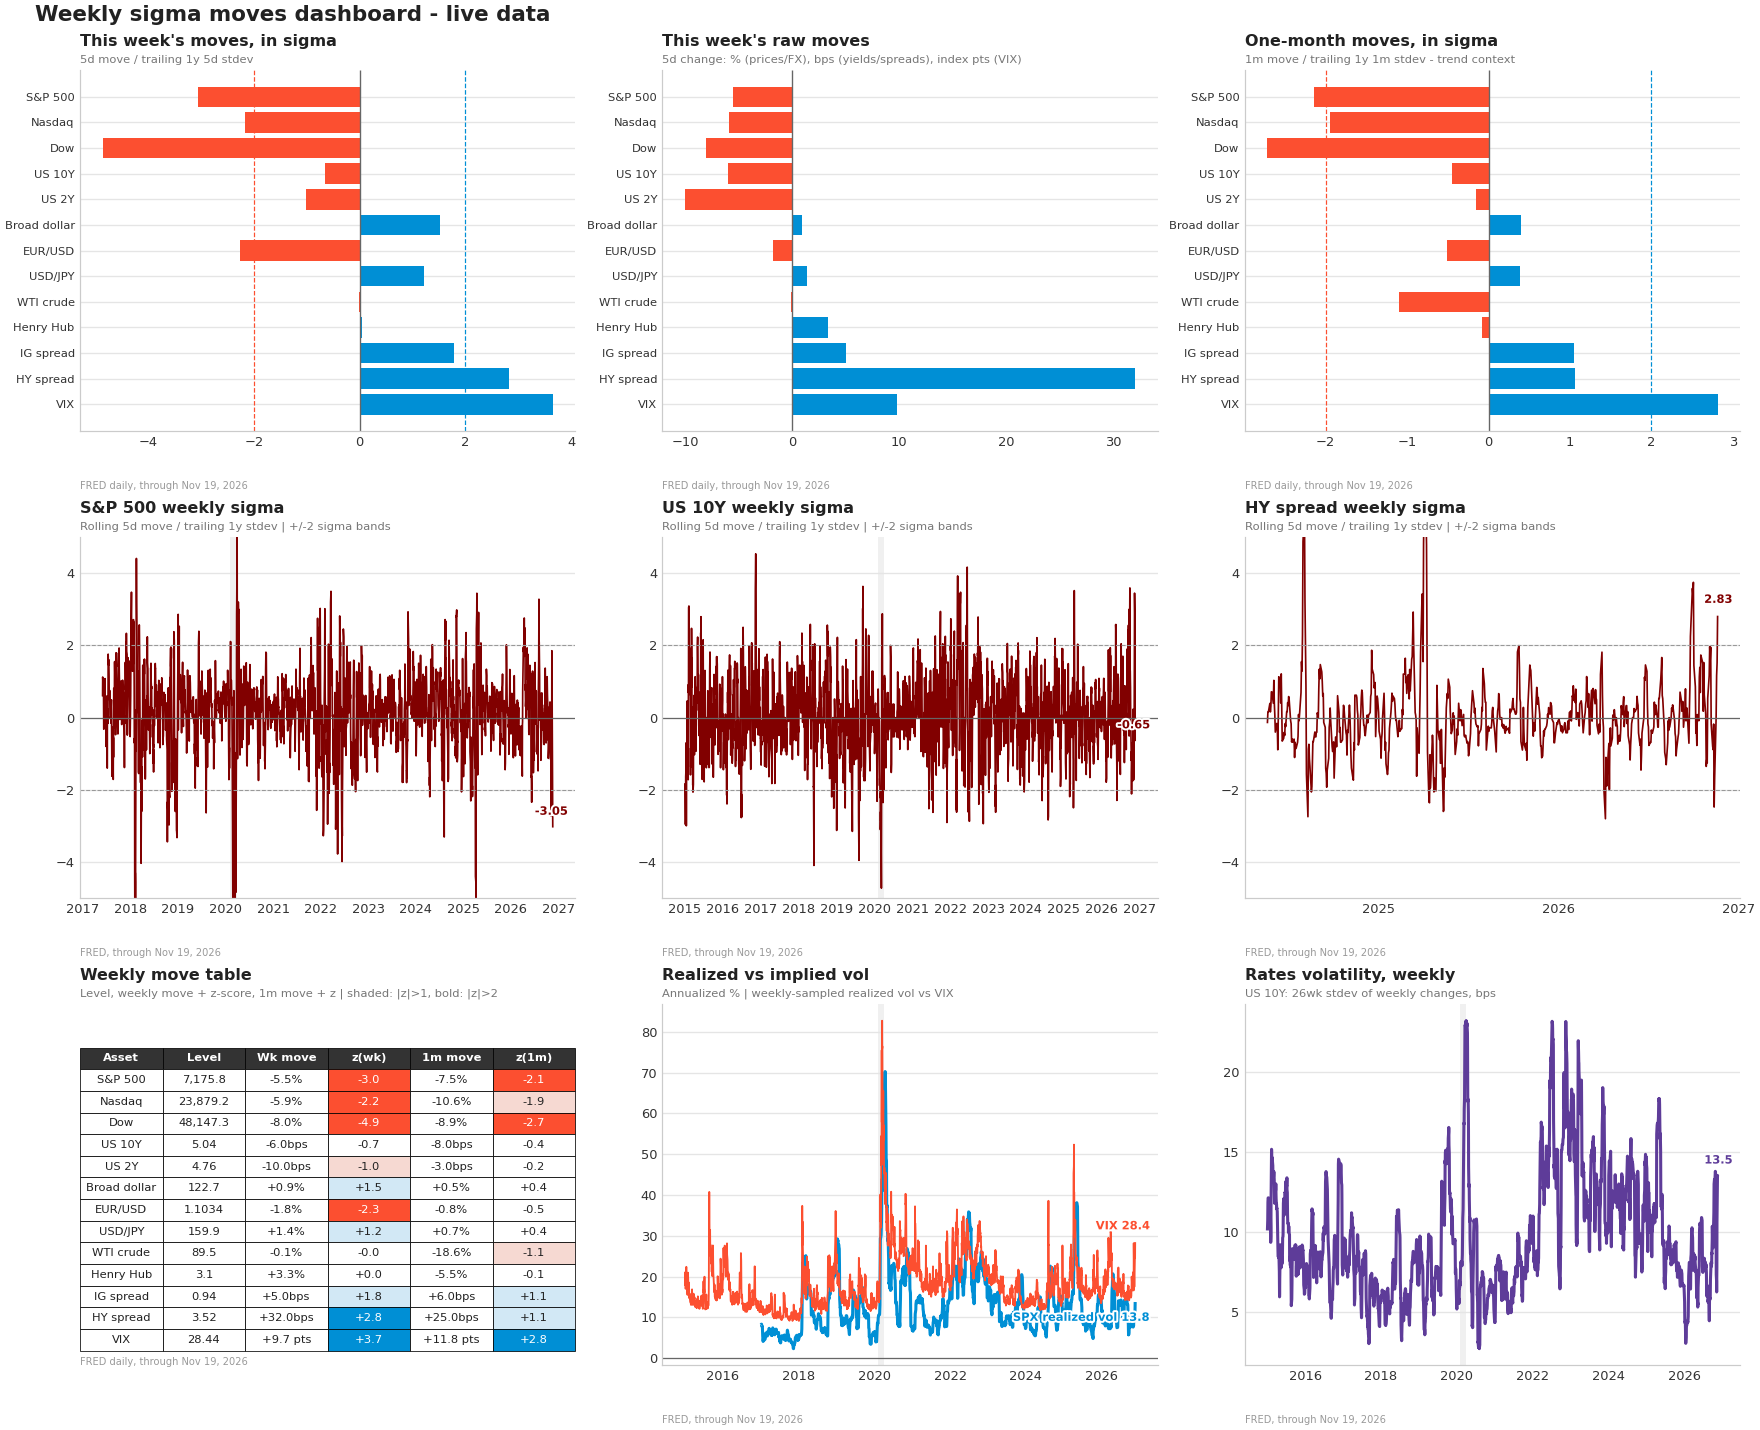 Weekly sigma moves dashboard - live data
This week's moves, in sigma
5d move / trailing 1y 5d stdev
S&P 500
Nasdaq
Dow
US 10Y
US 2Y
Broad dollar
EUR/USD
USD/JPY
WTI crude
Henry Hub
IG spread
HY spread
VIX
−4 −2 0 2 4
FRED daily, through Nov 19, 2026
This week's raw moves
5d change: % (prices/FX), bps (yields/spreads), index pts (VIX)
S&P 500
Nasdaq
Dow
US 10Y
US 2Y
Broad dollar
EUR/USD
USD/JPY
WTI crude
Henry Hub
IG spread
HY spread
VIX
−10 0 10 20 30
FRED daily, through Nov 19, 2026
One-month moves, in sigma
1m move / trailing 1y 1m stdev - trend context
S&P 500
Nasdaq
Dow
US 10Y
US 2Y
Broad dollar
EUR/USD
USD/JPY
WTI crude
Henry Hub
IG spread
HY spread
VIX
−2 −1 0 1 2 3
FRED daily, through Nov 19, 2026
S&P 500 weekly sigma
Rolling 5d move / trailing 1y stdev | +/-2 sigma bands
4
2
0
−2
−4
-3.05
2017 2018 2019 2020 2021 2022 2023 2024 2025 2026 2027
FRED, through Nov 19, 2026
US 10Y weekly sigma
Rolling 5d move / trailing 1y stdev | +/-2 sigma bands
4
2
0
−2
−4
-0.65
2015 2016 2017 2018 2019 2020 2021 2022 2023 2024 2025 2026 2027
FRED, through Nov 19, 2026
HY spread weekly sigma
Rolling 5d move / trailing 1y stdev | +/-2 sigma bands
4
2
0
−2
−4
2.83
2025 2026 2027
FRED, through Nov 19, 2026
Weekly move table
Level, weekly move + z-score, 1m move + z | shaded: |z|>1, bold: |z|>2
Asset Level Wk move z(wk) 1m move z(1m)
S&P 500 7,175.8 -5.5% -3.0 -7.5% -2.1
Nasdaq 23,879.2 -5.9% -2.2 -10.6% -1.9
Dow 48,147.3 -8.0% -4.9 -8.9% -2.7
US 10Y 5.04 -6.0bps -0.7 -8.0bps -0.4
US 2Y 4.76 -10.0bps -1.0 -3.0bps -0.2
Broad dollar 122.7 +0.9% +1.5 +0.5% +0.4
EUR/USD 1.1034 -1.8% -2.3 -0.8% -0.5
USD/JPY 159.9 +1.4% +1.2 +0.7% +0.4
WTI crude 89.5 -0.1% -0.0 -18.6% -1.1
Henry Hub 3.1 +3.3% +0.0 -5.5% -0.1
IG spread 0.94 +5.0bps +1.8 +6.0bps +1.1
HY spread 3.52 +32.0bps +2.8 +25.0bps +1.1
VIX 28.44 +9.7 pts +3.7 +11.8 pts +2.8
FRED daily, through Nov 19, 2026
Realized vs implied vol
Annualized % | weekly-sampled realized vol vs VIX
80
70
60
50
40
30
20
10
0
VIX 28.4
SPX realized vol 13.8
2016 2018 2020 2022 2024 2026
FRED, through Nov 19, 2026
Rates volatility, weekly
US 10Y: 26wk stdev of weekly changes, bps
20
15
10
5
13.5
2016 2018 2020 2022 2024 2026
FRED, through Nov 19, 2026